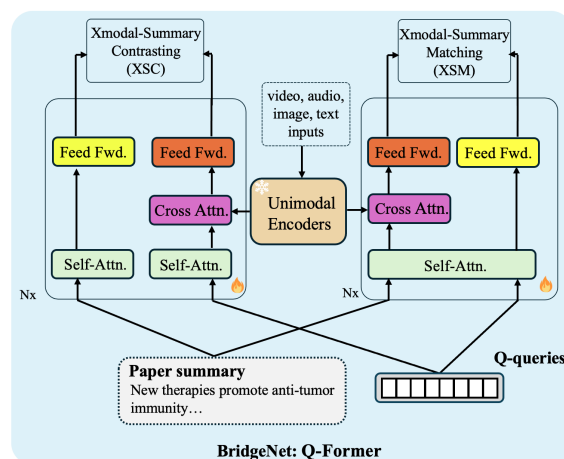 Xmodal-Summary
Contrasting
(XSC)
Xmodal-Summary
Matching
(XSM)
video, audio,
image, text
inputs
Feed Fwd.
Feed Fwd.
Feed Fwd.
Feed Fwd.
Cross Attn.
Unimodal
Encoders
Cross Attn.
Self-Attn.
Self-Attn.
Self-Attn.
Nx
Nx
Q-queries
Paper summary
New therapies promote anti-tumor
immunity…
BridgeNet: Q-Former